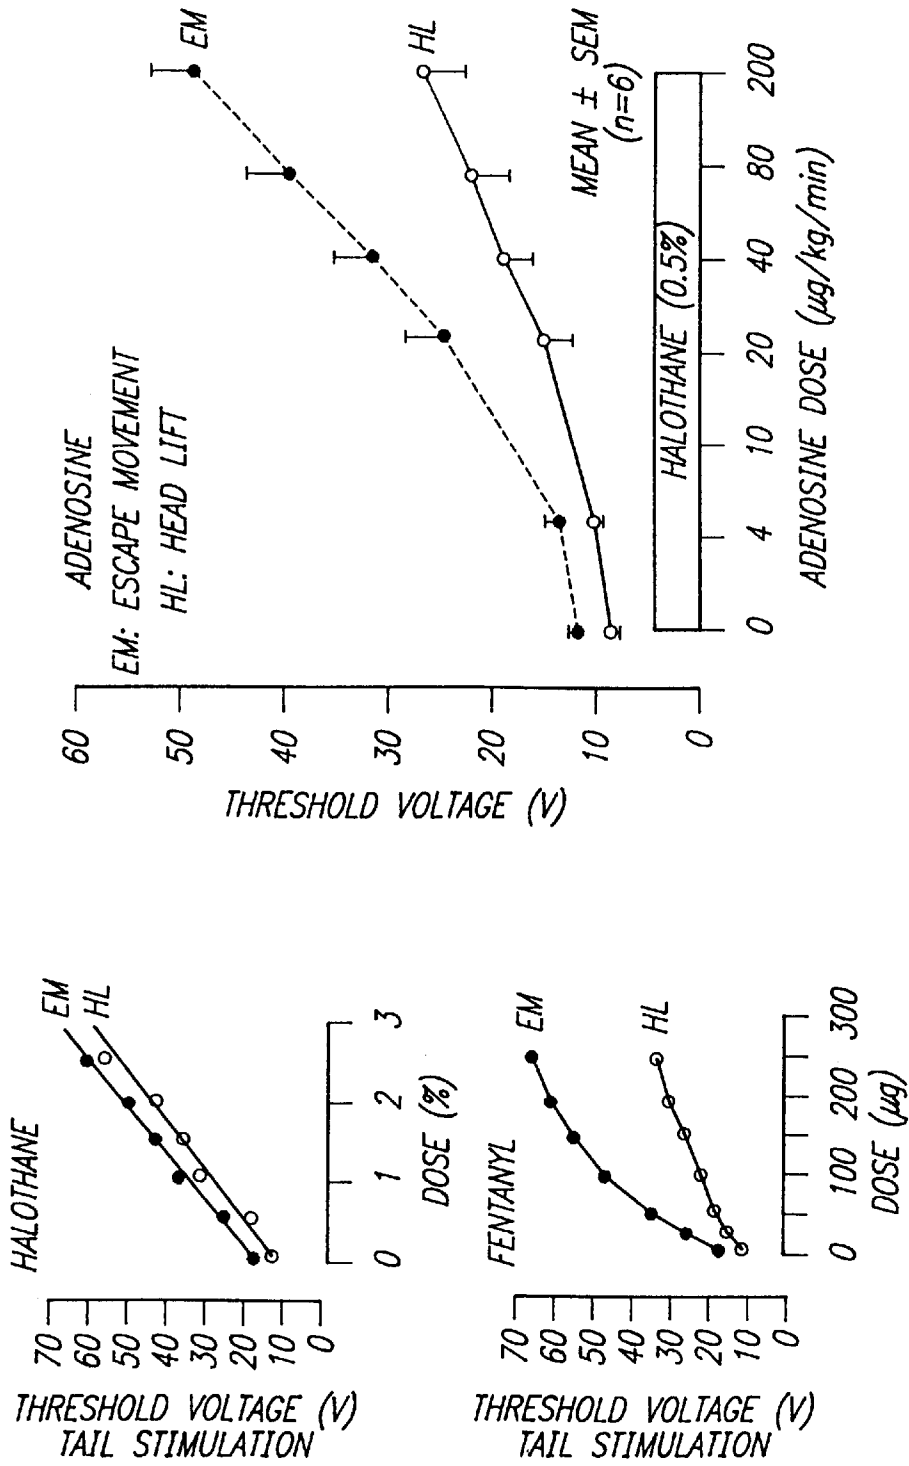 HALOTHANE
THRESHOLD VOLTAGE (V)
TAIL STIMULATION
70
60
50
40
30
20
10
0
EM
HL
0
1
2
3
DOSE (%)
FENTANYL
THRESHOLD VOLTAGE (V)
TAIL STIMULATION
70
60
50
40
30
20
10
0
EM
HL
0
100
200
300
DOSE (µg)
ADENOSINE
EM: ESCAPE MOVEMENT
HL: HEAD LIFT
THRESHOLD VOLTAGE (V)
60
50
40
30
20
10
0
EM
HL
MEAN ± SEM
(n=6)
HALOTHANE (0.5%)
0
4
10
20
40
80
200
ADENOSINE DOSE (µg/kg/min)